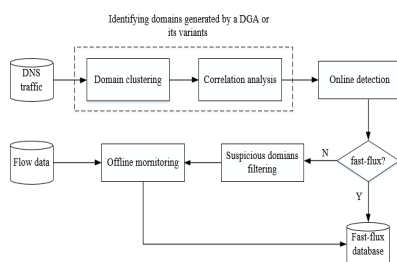 Identifying domains generated by a DGA or
its variants
DNS
traffic
Domain clustering
Correlation analysis
Online detection
Flow data
Offline mornitoring
Suspicious domians
filtering
N
fast-flux?
Y
Fast-flux
database